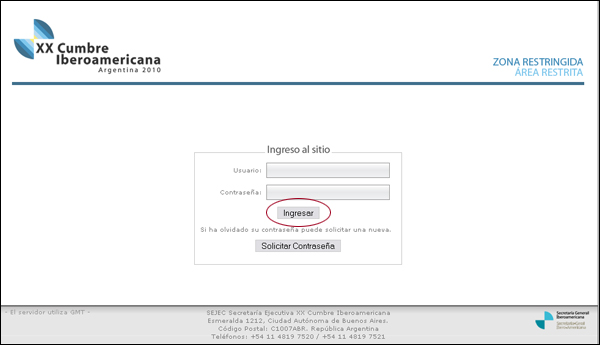 XX Cumbre
Iberoamericana
Argentina 2010
ZONA RESTRINGIDA
ÁREA RESTRITA
Ingreso al sitio
Usuario:
Contraseña:
Ingresar
Si ha olvidado su contraseña puede solicitar una nueva.
Solicitar Contraseña
- El servidor utiliza GMT -
SEJEC Secretaría Ejecutiva XX Cumbre Iberoamericana
Esmeralda 1212, Ciudad Autónoma de Buenos Aires.
Código Postal: C1007ABR. República Argentina
Teléfonos: +54 11 4819 7520 / +54 11 4819 7521
Secretaría General
Iberoamericana
Secretaria-Geral
Ibero-Americana